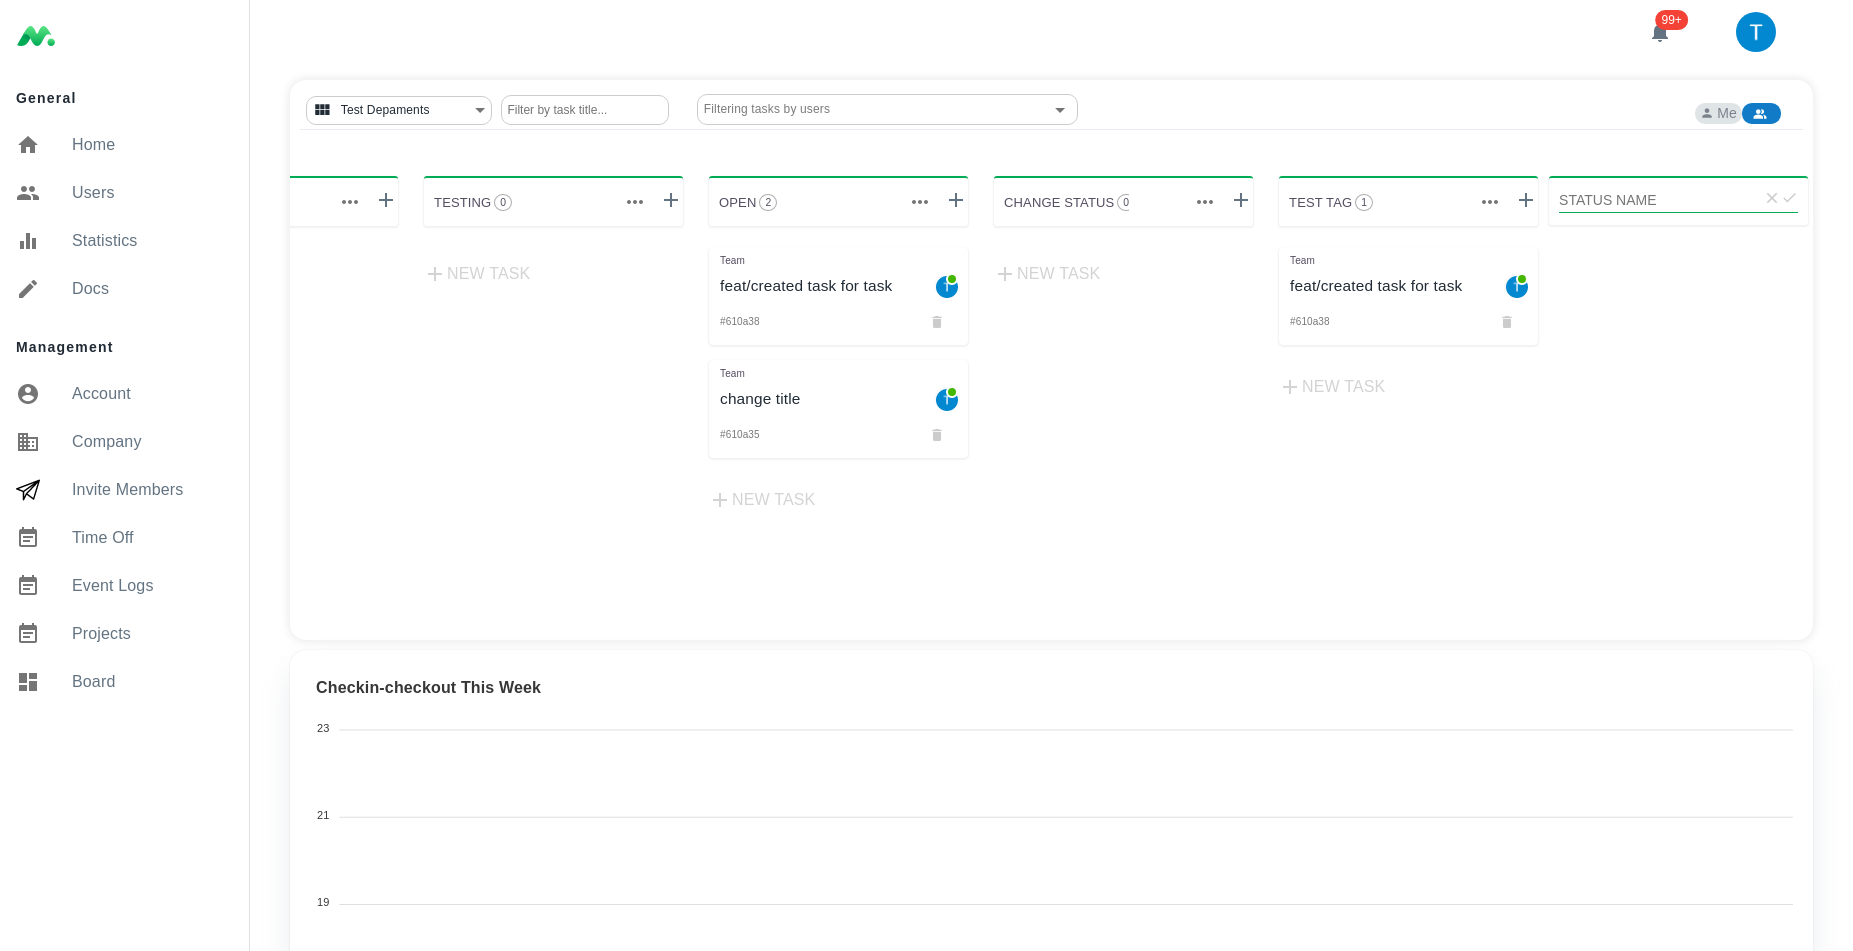 99+
T
General
Home
Users
Statistics
Docs
Management
Account
Company
Invite Members
Time Off
Event Logs
Projects
Board
Test Depaments
Filter by task title...
Filtering tasks by users
Me
TESTING 0
NEW TASK
OPEN 2
Team
feat/created task for task
T
#610a38
Team
change title
T
#610a35
NEW TASK
CHANGE STATUS 0
NEW TASK
TEST TAG 1
Team
feat/created task for task
T
#610a38
NEW TASK
STATUS NAME
Checkin-checkout This Week
23
21
19